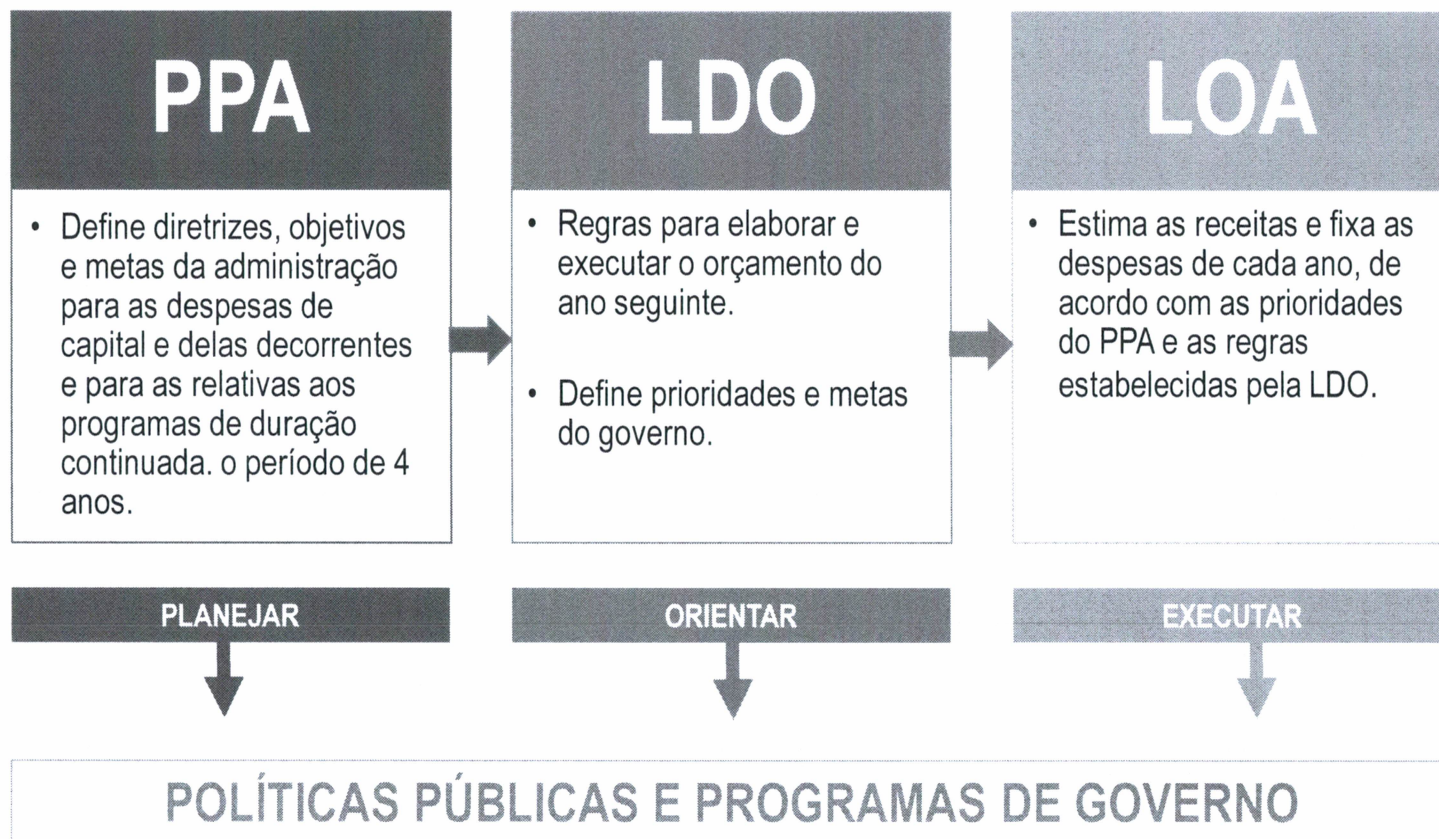 PPA
• Define diretrizes, objetivos
e metas da administração
para as despesas de
capital e delas decorrentes
e para as relativas aos
programas de duração
continuada. o período de 4
anos.
LDO
• Regras para elaborar e
executar o orçamento do
ano seguinte.
• Define prioridades e metas
do governo.
LOA
• Estima as receitas e fixa as
despesas de cada ano, de
acordo com as prioridades
do PPA e as regras
estabelecidas pela LDO.
PLANEJAR
ORIENTAR
EXECUTAR
POLÍTICAS PÚBLICAS E PROGRAMAS DE GOVERNO